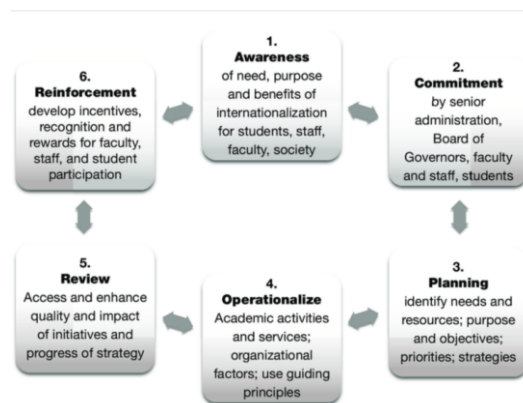 1.
Awareness
of need, purpose
and benefits of
internationalization
for students, staff,
faculty, society
2.
Commitment
by senior
administration,
Board of
Governors, faculty
and staff, students
3.
Planning
identify needs and
resources; purpose
and objectives;
priorities; strategies
4.
Operationalize
Academic activities
and services;
organizational
factors; use guiding
principles
5.
Review
Access and enhance
quality and impact
of initiatives and
progress of strategy
6.
Reinforcement
develop incentives,
recognition and
rewards for faculty,
staff, and student
participation